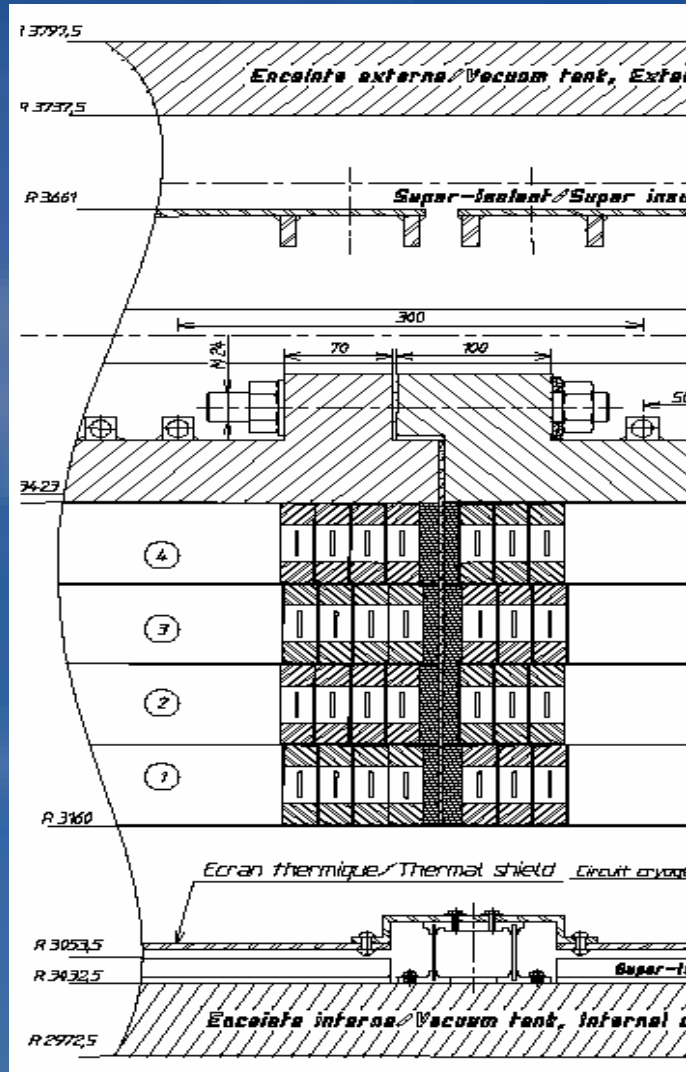 3797,5
Enceinte externe/Vacuum tank, Exte
R 3737,5
R 3661
Super-Isolant/Super insu
300
M 24
70
100
50
3423
4
3
2
1
R 3160
Ecran thermique/Thermal shield
Circuit cryog
R 3053,5
R 3032,5
Super-I
Enceinte interne/Vacuum tank, Internal
R 2972,5